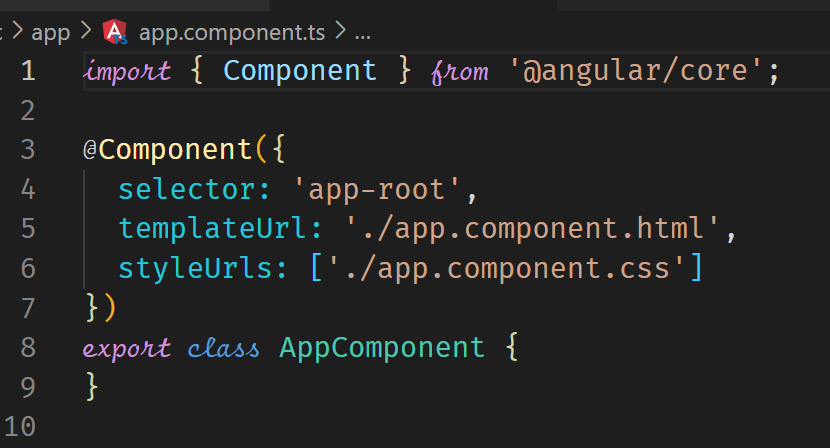 : > app > TS app.component.ts > ...
1 import { Component } from '@angular/core';
2
3 @Component({
4   selector: 'app-root',
5   templateUrl: './app.component.html',
6   styleUrls: ['./app.component.css']
7 })
8 export class AppComponent {
9 }
10